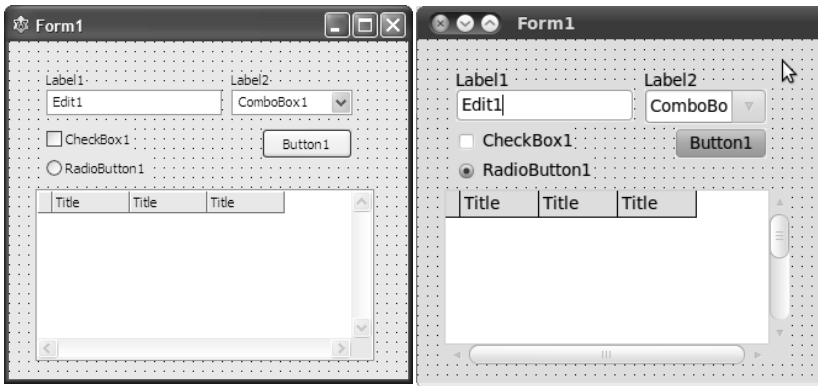 Form1
Label1 Label2
Edit1 ComboBox1
CheckBox1
Button1
RadioButton1
Title Title Title
Form1
Label1 Label2
Edit1 ComboBo
CheckBox1
Button1
RadioButton1
Title Title Title